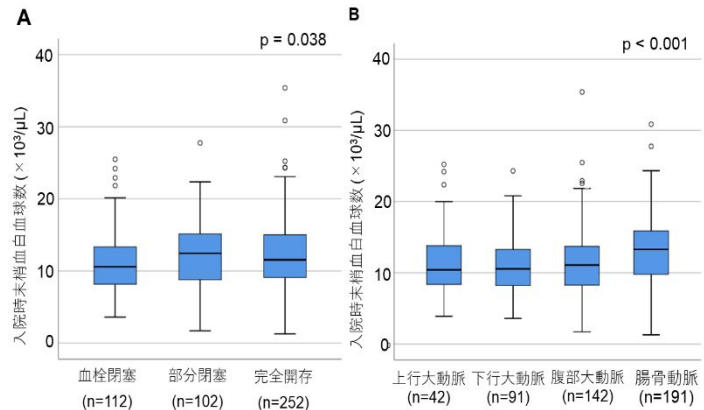 A
p = 0.038
入院時末梢血白血球数 (×10³/μL)
40
30
20
10
0
血栓閉塞 部分閉塞 完全開存
(n=112) (n=102) (n=252)
B
p < 0.001
入院時末梢血白血球数 (×10³/μL)
40
30
20
10
0
上行大動脈 下行大動脈 腹部大動脈 腸骨動脈
(n=42) (n=91) (n=142) (n=191)